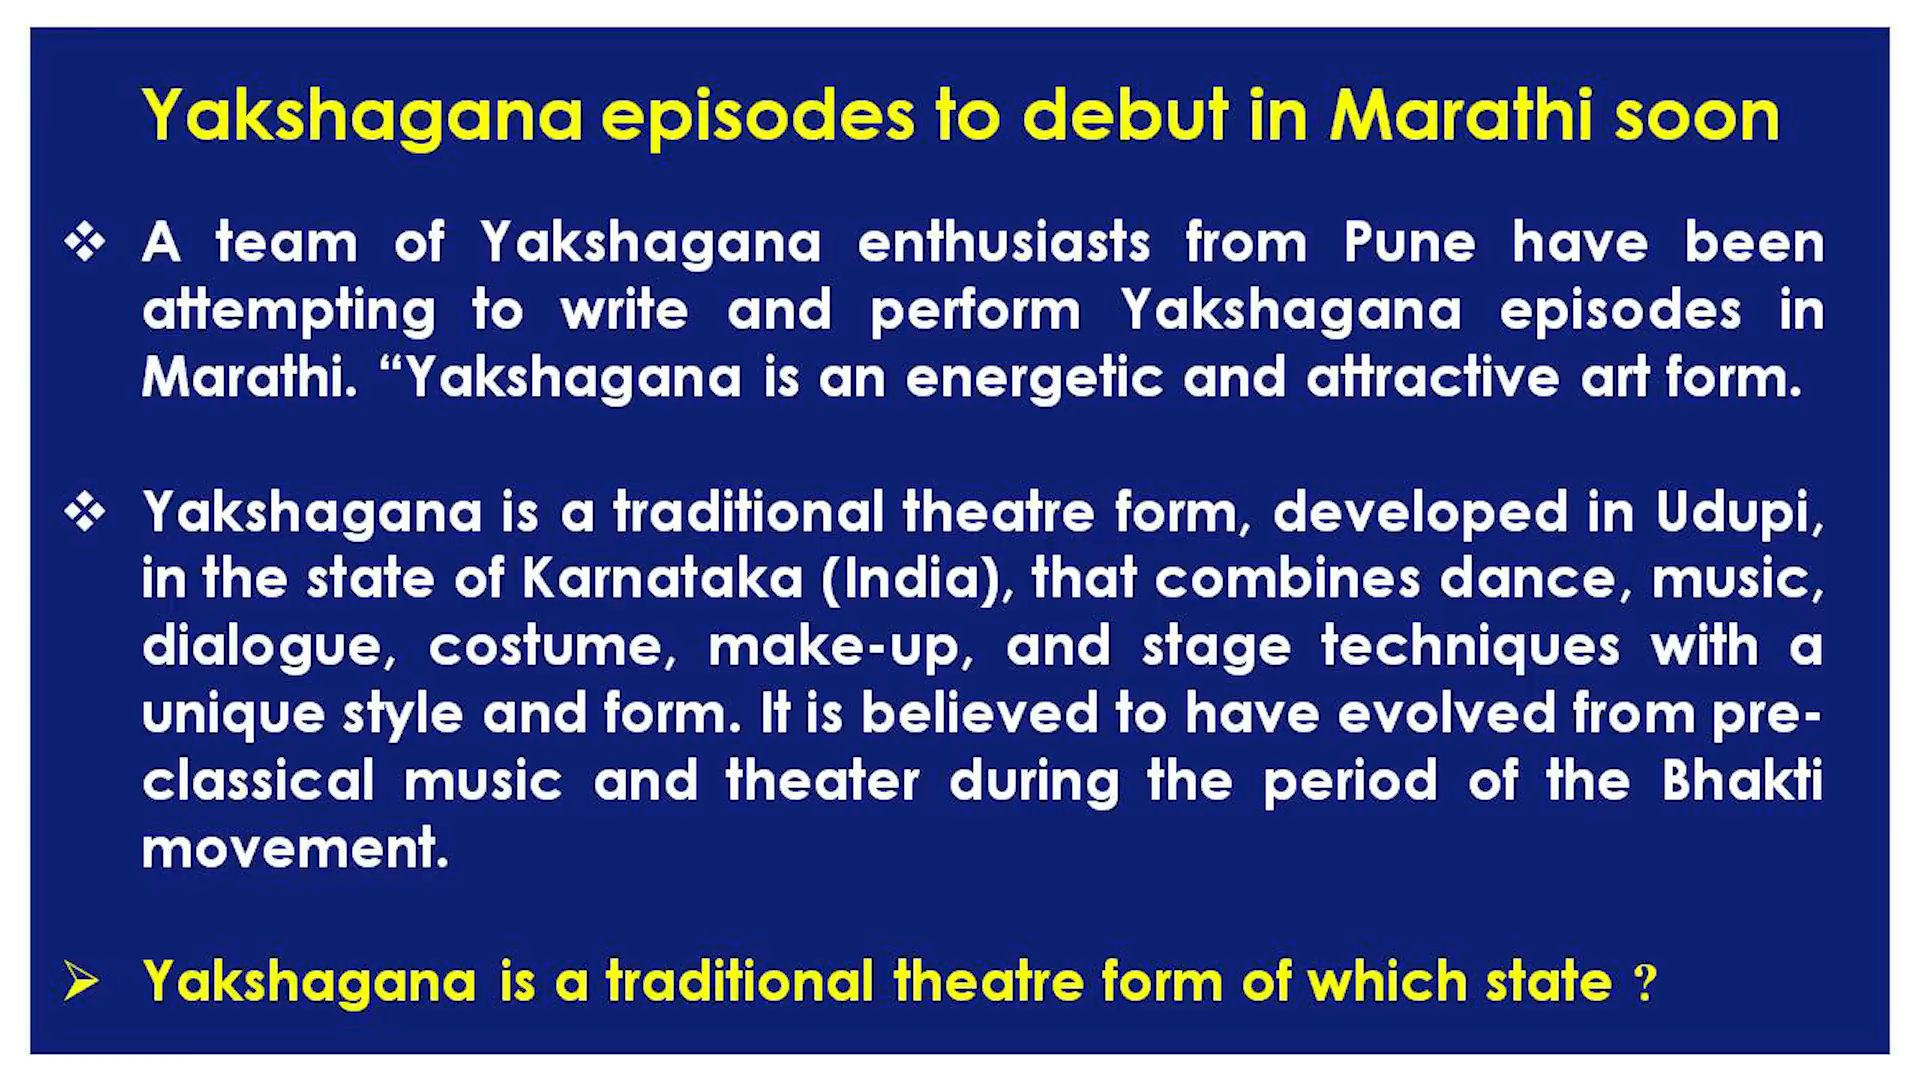 Yakshagana episodes to debut in Marathi soon
❖ A team of Yakshagana enthusiasts from Pune have been
attempting to write and perform Yakshagana episodes in
Marathi. “Yakshagana is an energetic and attractive art form.
❖ Yakshagana is a traditional theatre form, developed in Udupi,
in the state of Karnataka (India), that combines dance, music,
dialogue, costume, make-up, and stage techniques with a
unique style and form. It is believed to have evolved from pre-
classical music and theater during the period of the Bhakti
movement.
➢ Yakshagana is a traditional theatre form of which state ?